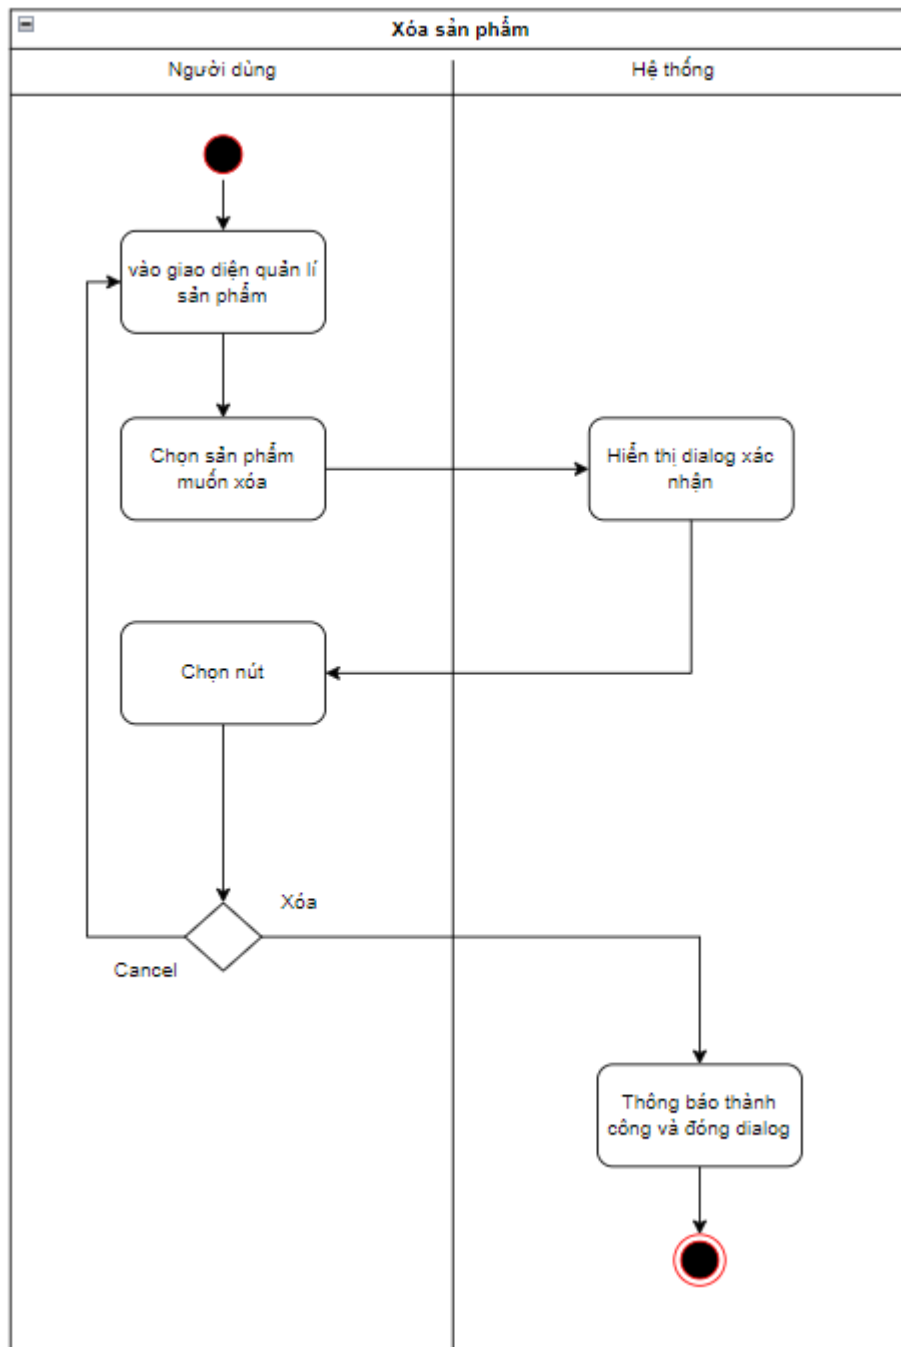 Xóa sản phẩm
Người dùng
Hệ thống
vào giao diện quản lí
sản phẩm
Chọn sản phẩm
muốn xóa
Hiển thị dialog xác
nhận
Chọn nút
Xóa
Cancel
Thông báo thành
công và đóng dialog